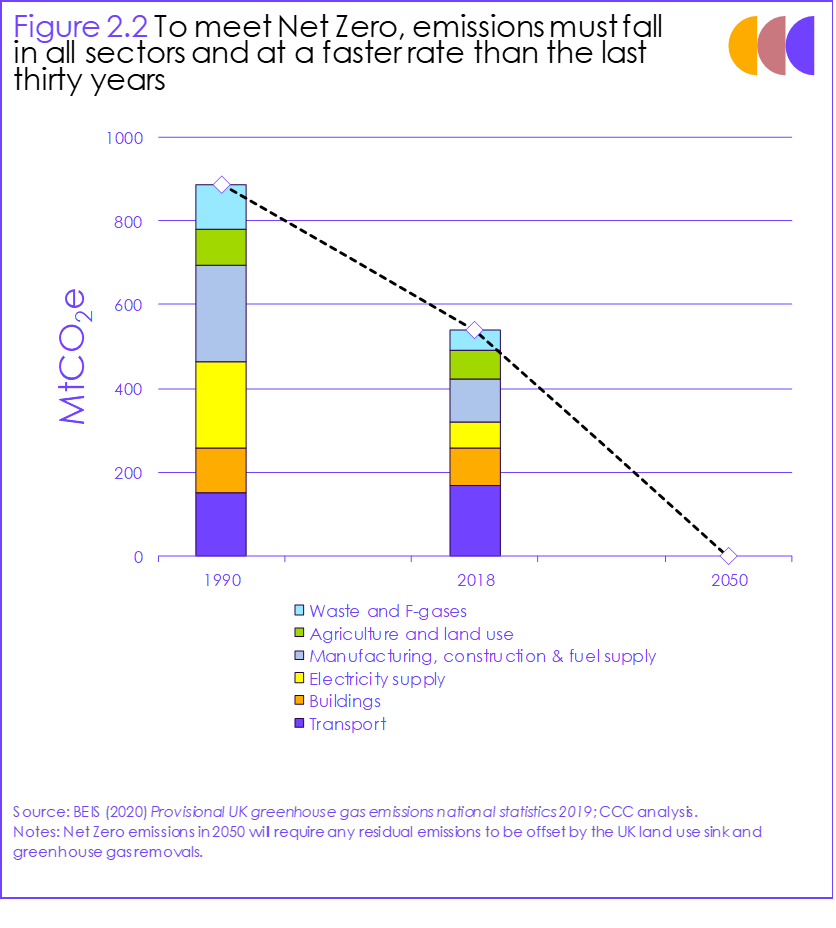 Figure 2.2 To meet Net Zero, emissions must fall
in all sectors and at a faster rate than the last
thirty years
1000
800
600
400
200
0
MtCO₂e
1990 2018 2050
Waste and F-gases
Agriculture and land use
Manufacturing, construction & fuel supply
Electricity supply
Buildings
Transport
Source: BEIS (2020) Provisional UK greenhouse gas emissions national statistics 2019; CCC analysis.
Notes: Net Zero emissions in 2050 will require any residual emissions to be offset by the UK land use sink and
greenhouse gas removals.